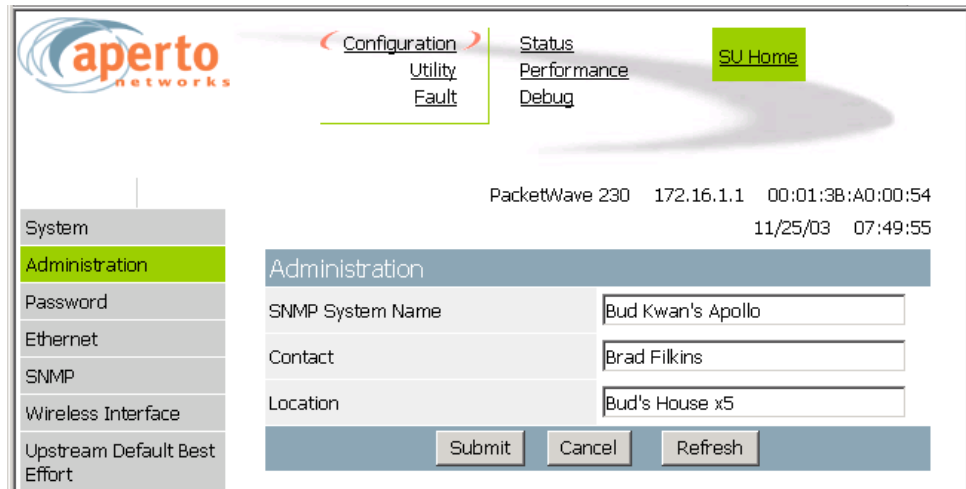 aperto
networks
Configuration Status
Utility Performance
Fault Debug
SU Home
PacketWave 230 172.16.1.1 00:01:3B:A0:00:54
11/25/03 07:49:55
System
Administration
Password
Ethernet
SNMP
Wireless Interface
Upstream Default Best
Effort
Administration
SNMP System Name Bud Kwan's Apollo
Contact Brad Filkins
Location Bud's House x5
Submit Cancel Refresh